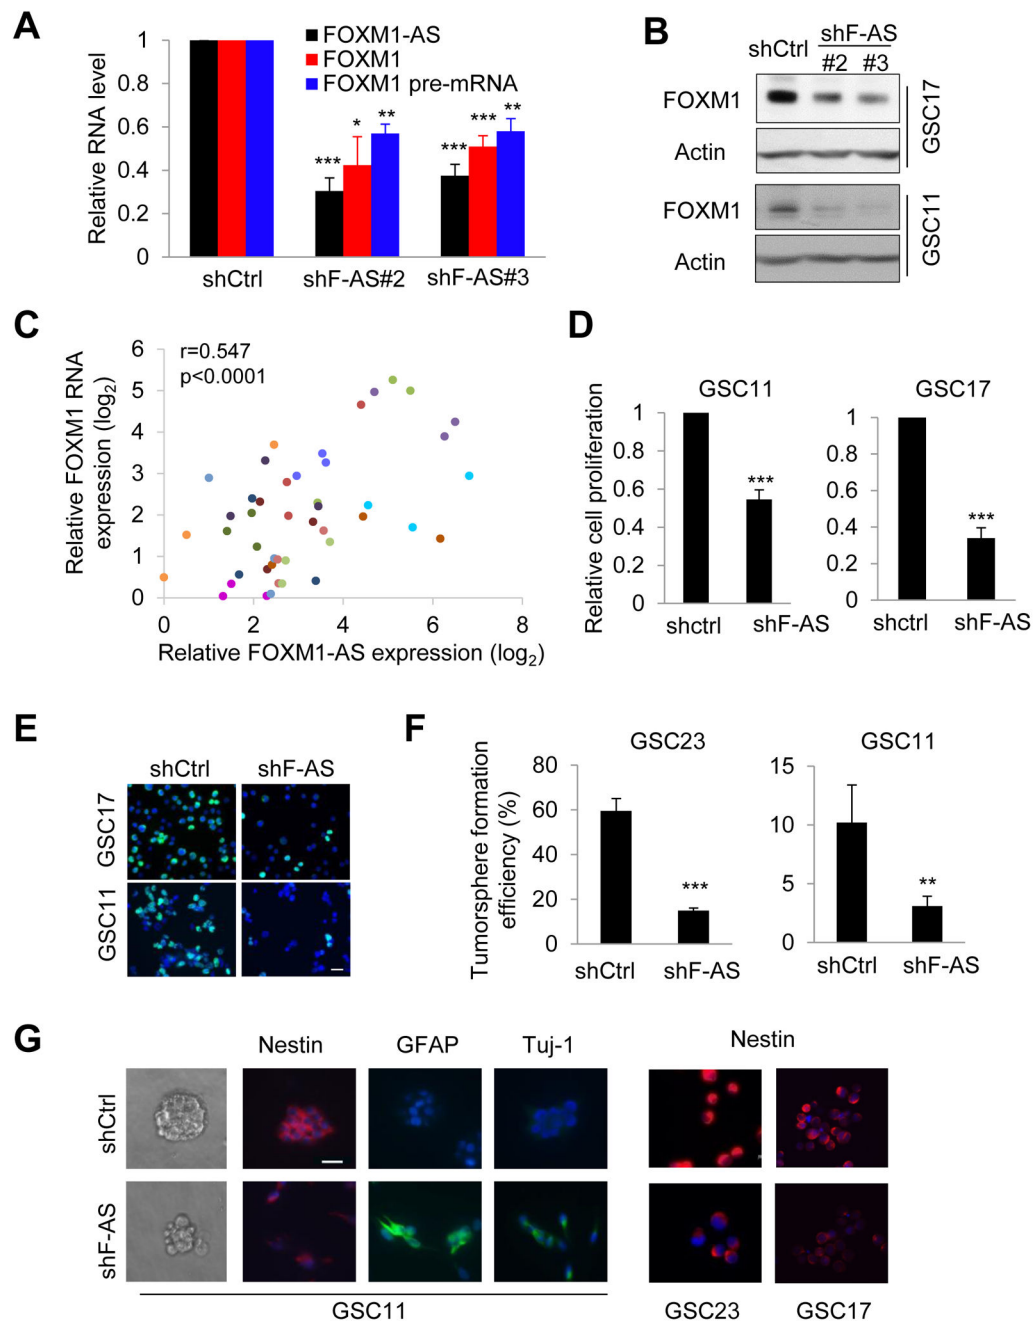 A
Relative RNA level
1
0.8
0.6
0.4
0.2
0
FOXM1-AS
FOXM1
FOXM1 pre-mRNA
***
*
**
***
***
**
shCtrl
shF-AS#2
shF-AS#3
B
shCtrl
shF-AS
#2
#3
FOXM1
Actin
GSC17
FOXM1
Actin
GSC11
C
Relative FOXM1 RNA
expression (log2)
r=0.547
p<0.0001
6
5
4
3
2
1
0
0
2
4
6
8
Relative FOXM1-AS expression (log2)
D
Relative cell proliferation
GSC11
1
0.8
0.6
0.4
0.2
0
***
shctrl
shF-AS
GSC17
1
0.8
0.6
0.4
0.2
0
***
shctrl
shF-AS
E
shCtrl
shF-AS
GSC17
GSC11
F
Tumorsphere formation
efficiency (%)
GSC23
80
60
40
20
0
***
shCtrl
shF-AS
GSC11
15
10
5
0
**
shCtrl
shF-AS
G
Nestin
GFAP
Tuj-1
Nestin
shCtrl
shF-AS
GSC11
GSC23
GSC17